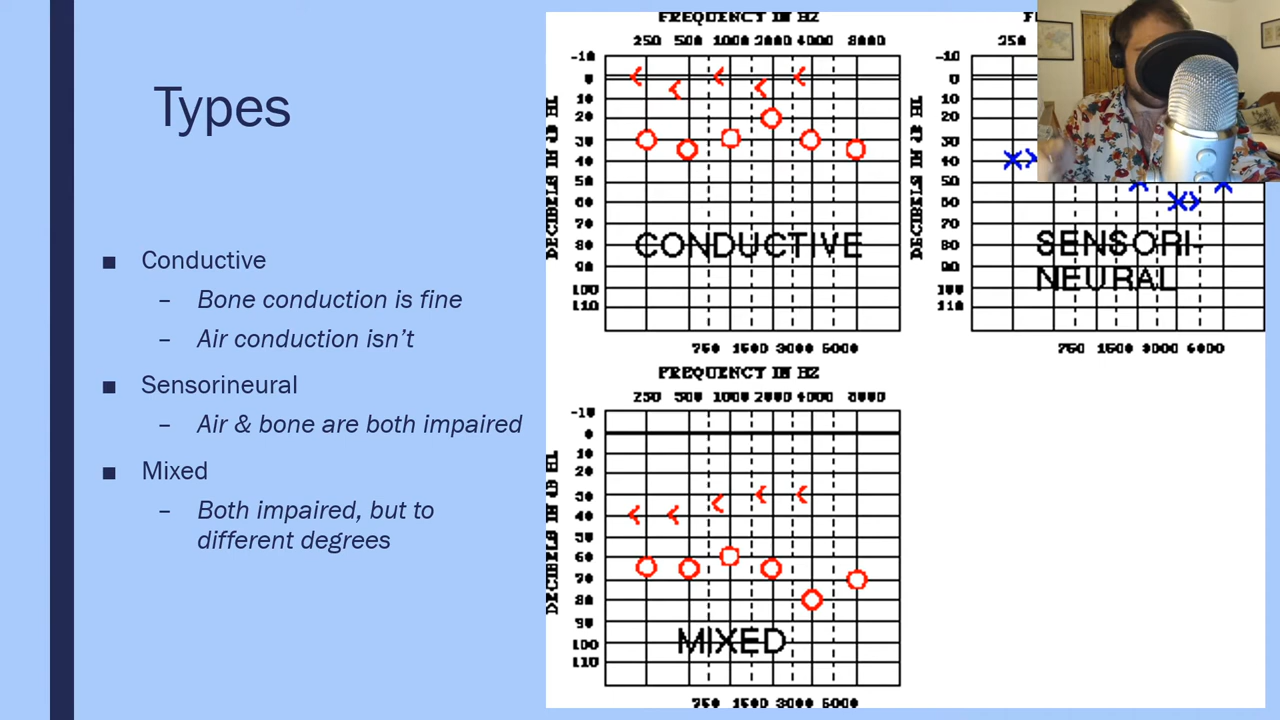 Types
■ Conductive
– Bone conduction is fine
– Air conduction isn't
■ Sensorineural
– Air & bone are both impaired
■ Mixed
– Both impaired, but to
different degrees
FREQUENCY IN HZ
250 500 1000 2000 4000 8000
DECIBELS IN dB HL
-10
0
10
20
30
40
50
60
70
80
90
100
110
CONDUCTIVE
750 1500 3000 6000
250
DECIBELS IN dB HL
-10
0
10
20
30
40
50
60
70
80
90
100
110
SENSORI-
NEURAL
750 1500 3000 6000
FREQUENCY IN HZ
250 500 1000 2000 4000 8000
DECIBELS IN dB HL
-10
0
10
20
30
40
50
60
70
80
90
100
110
MIXED
750 1500 3000 6000